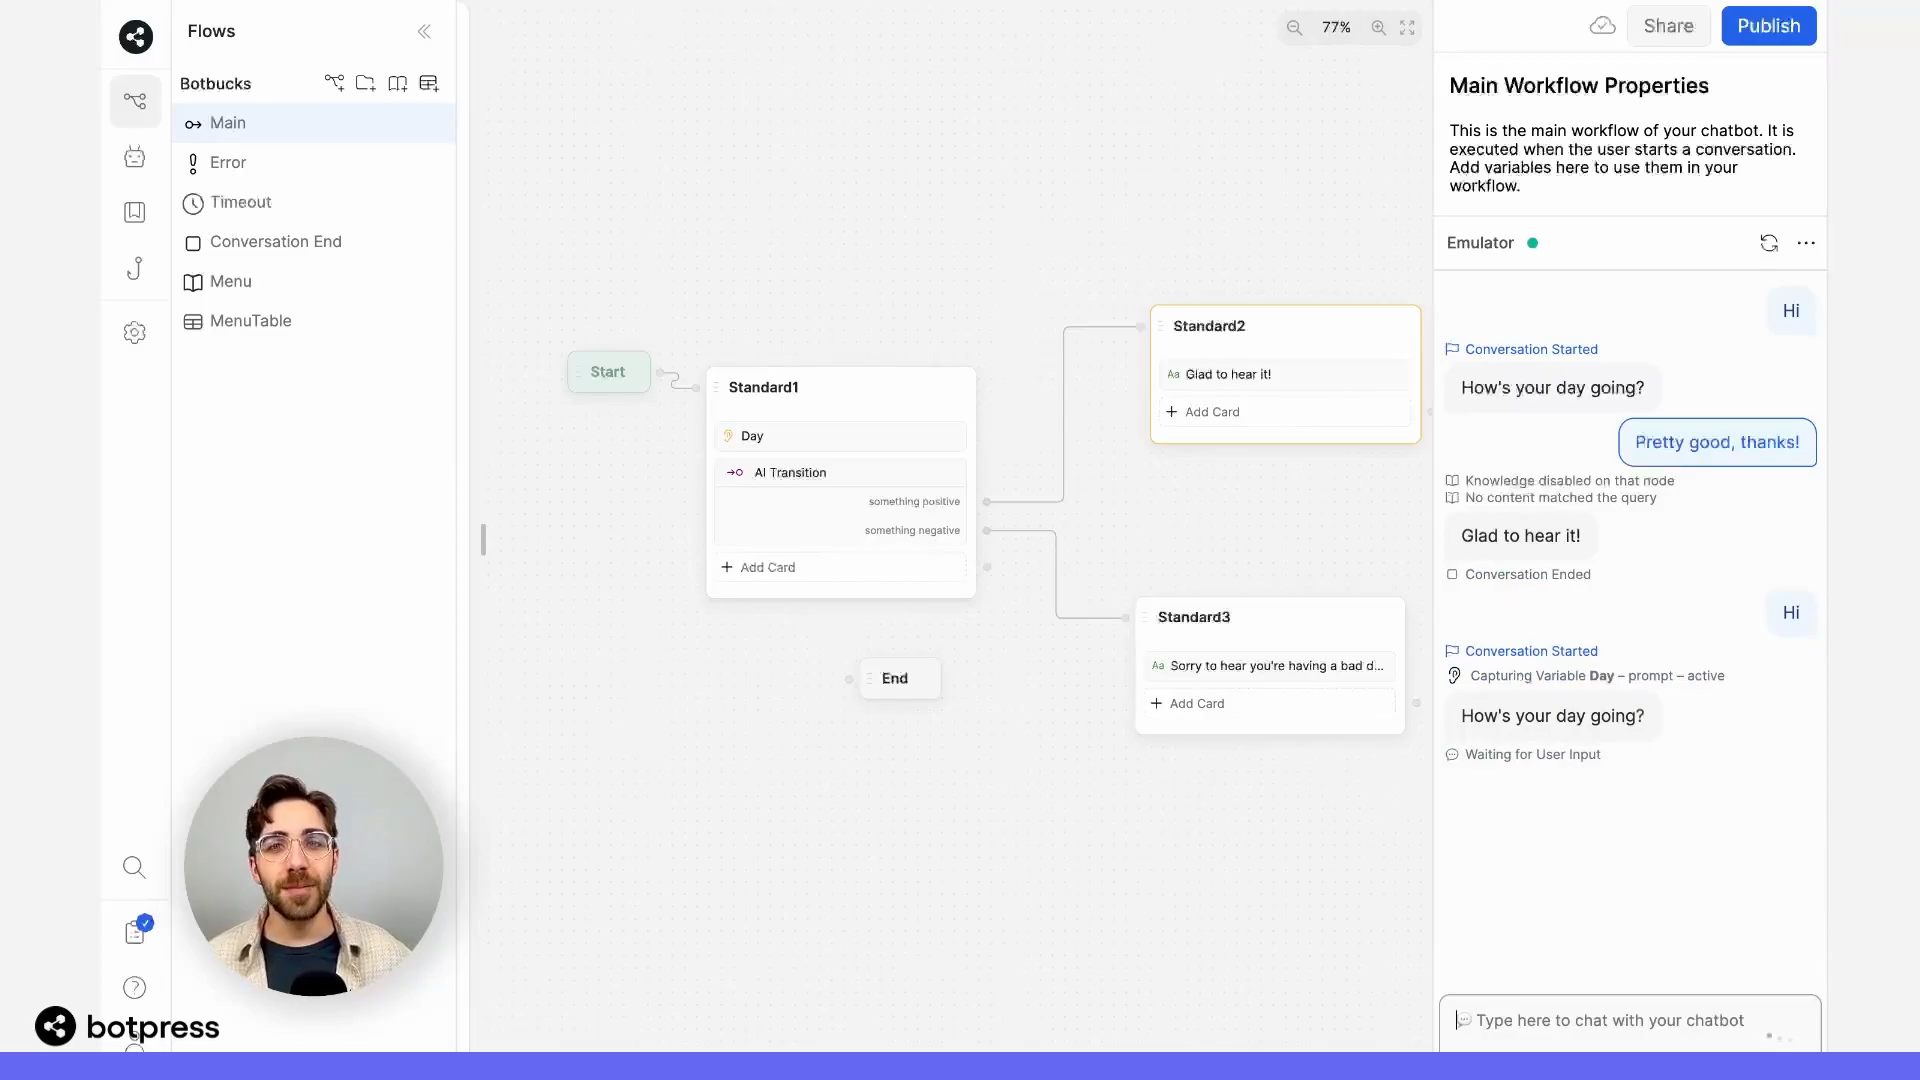 Flows
Botbucks
Main
Error
Timeout
Conversation End
Menu
MenuTable
botpress
77%
Start
Standard1
Day
AI Transition
something positive
something negative
Add Card
End
Standard2
Aa Glad to hear it!
Add Card
Standard3
Aa Sorry to hear you're having a bad d...
Add Card
Share
Publish
Main Workflow Properties
This is the main workflow of your chatbot. It is
executed when the user starts a conversation.
Add variables here to use them in your
workflow.
Emulator
Hi
Conversation Started
How's your day going?
Pretty good, thanks!
Knowledge disabled on that node
No content matched the query
Glad to hear it!
Conversation Ended
Hi
Conversation Started
Capturing Variable Day – prompt – active
How's your day going?
Waiting for User Input
Type here to chat with your chatbot